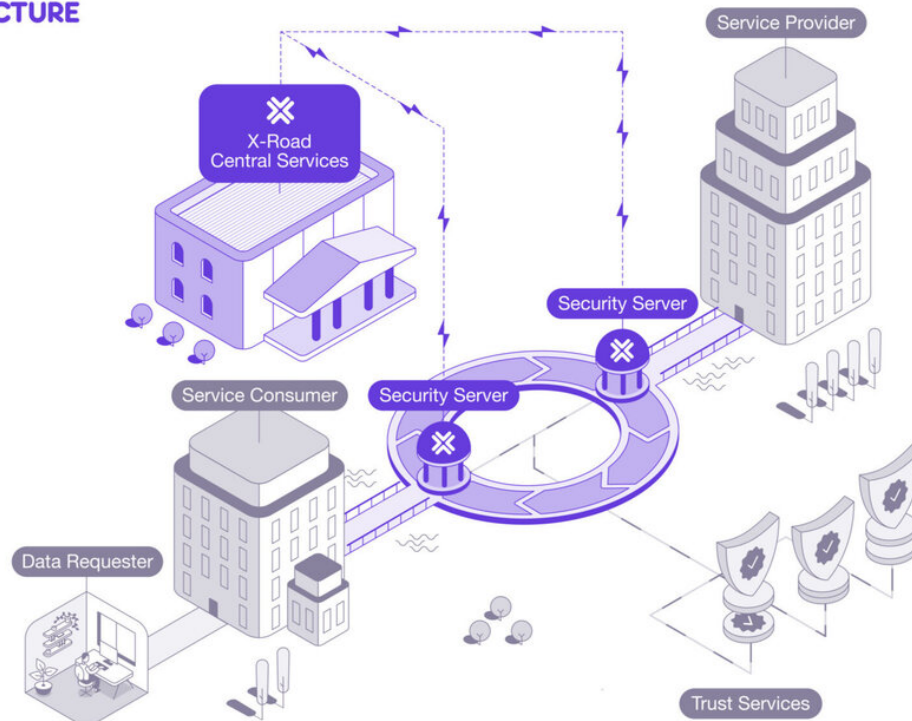 CTURE
Service Provider
X-Road
Central Services
Security Server
Service Consumer
Security Server
Data Requester
Trust Services